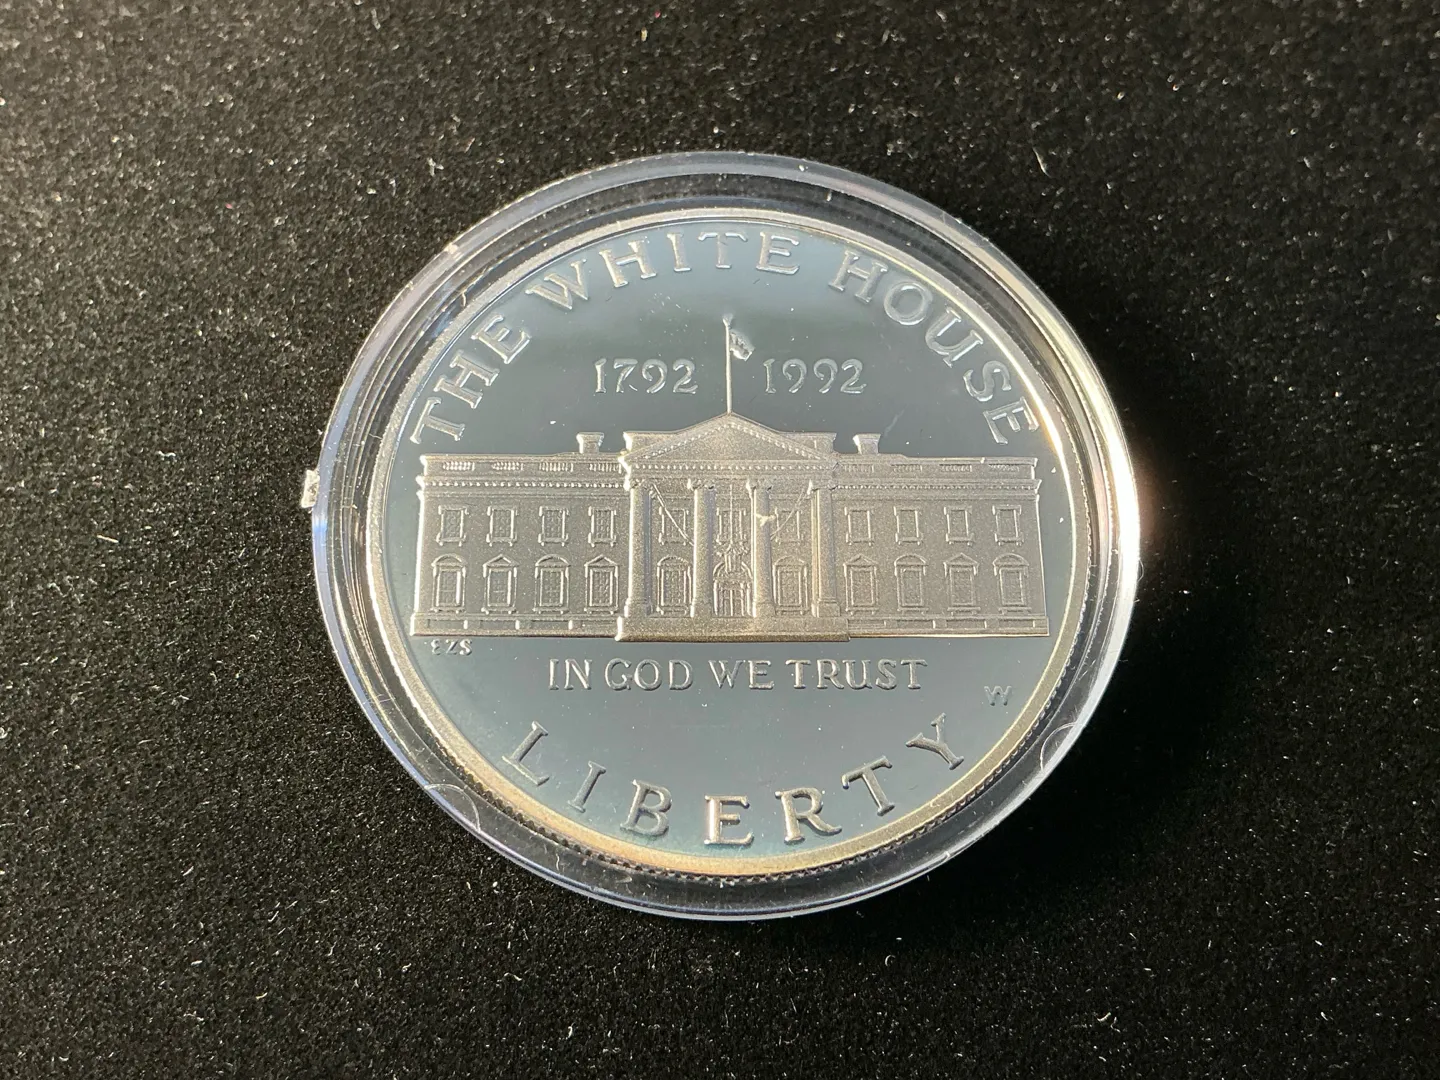 THE WHITE HOUSE
1792 1992
EZS
IN GOD WE TRUST
W
LIBERTY